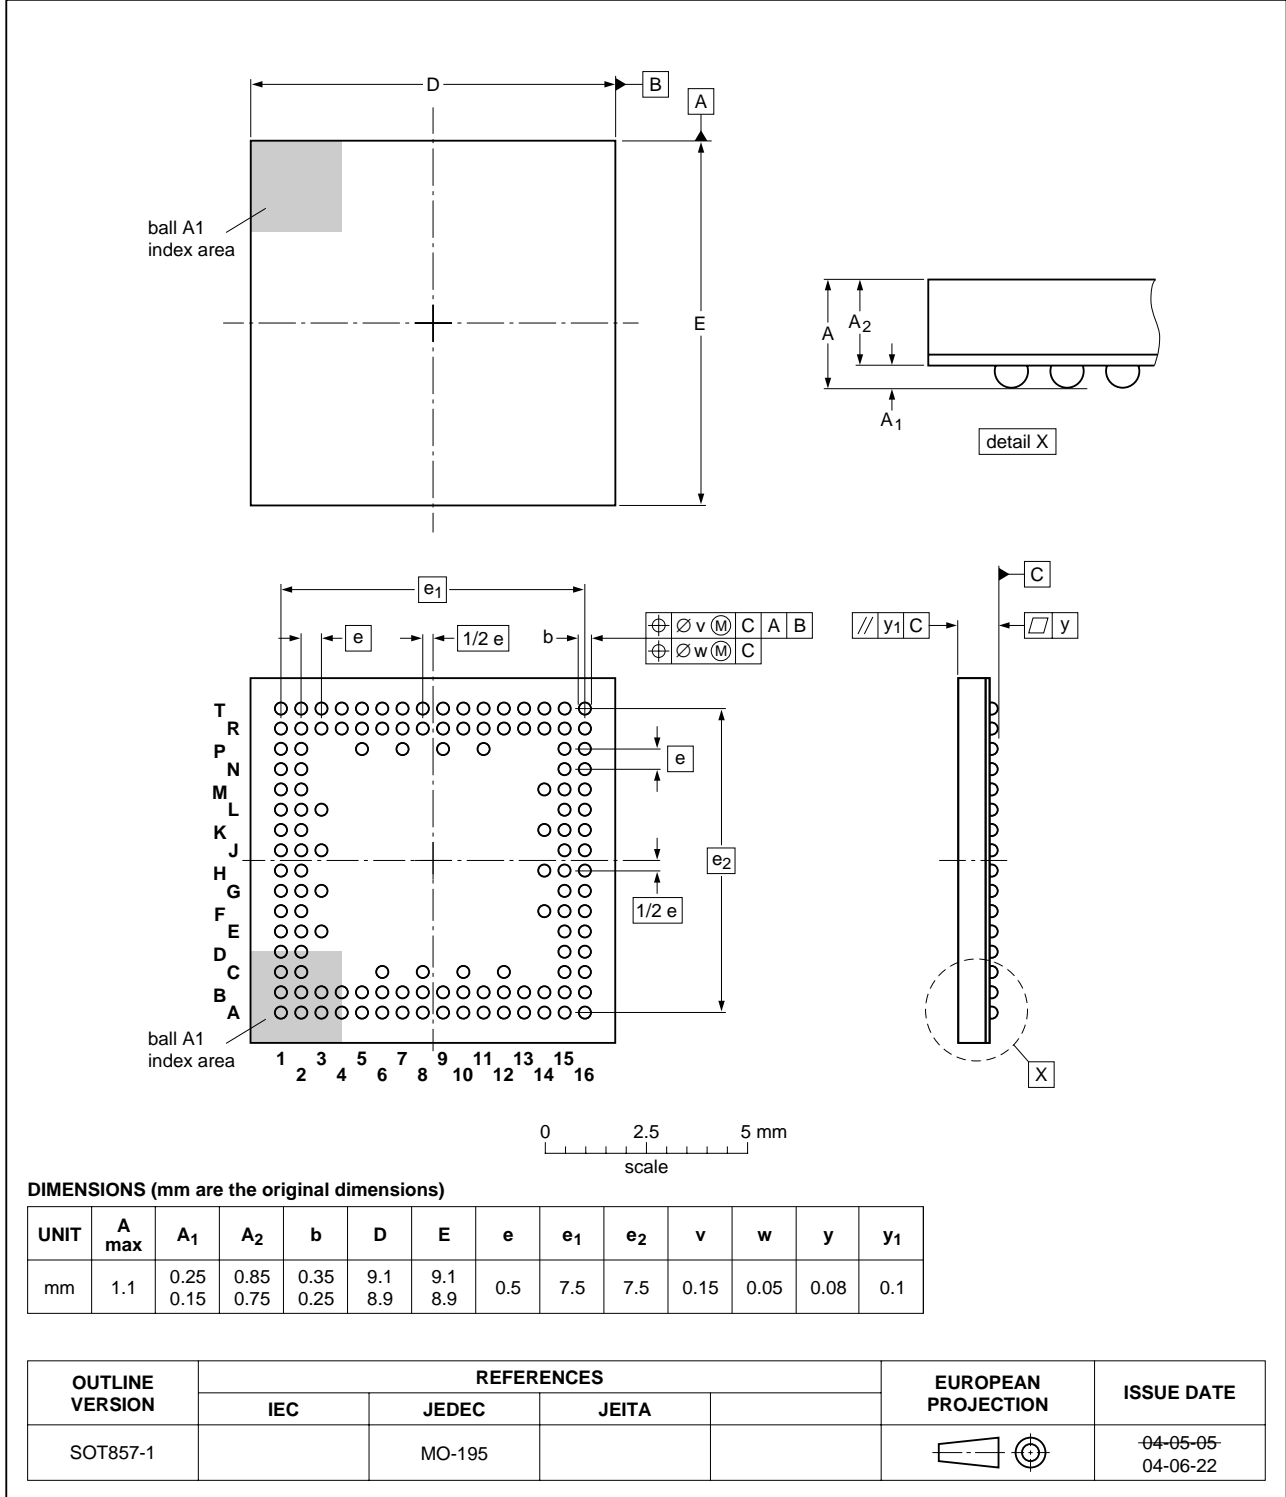 D
B
A
ball A1
index area
E
A
A2
A1
detail X
e1
e
1/2 e
b
⌖ ∅ v Ⓜ C A B
⌖ ∅ w Ⓜ C
// y1 C
C
▱ y
T
R
P
N
M
L
K
J
H
G
F
E
D
C
B
A
e
e2
1/2 e
ball A1
index area
1 3 5 7 9 11 13 15
2 4 6 8 10 12 14 16
X
0 2.5 5 mm
scale
DIMENSIONS (mm are the original dimensions)
UNIT A max A1 A2 b D E e e1 e2 v w y y1
mm 1.1 0.25 0.15 0.85 0.75 0.35 0.25 9.1 8.9 9.1 8.9 0.5 7.5 7.5 0.15 0.05 0.08 0.1
OUTLINE VERSION REFERENCES EUROPEAN PROJECTION ISSUE DATE
IEC JEDEC JEITA
SOT857-1 MO-195 04-05-05
04-06-22